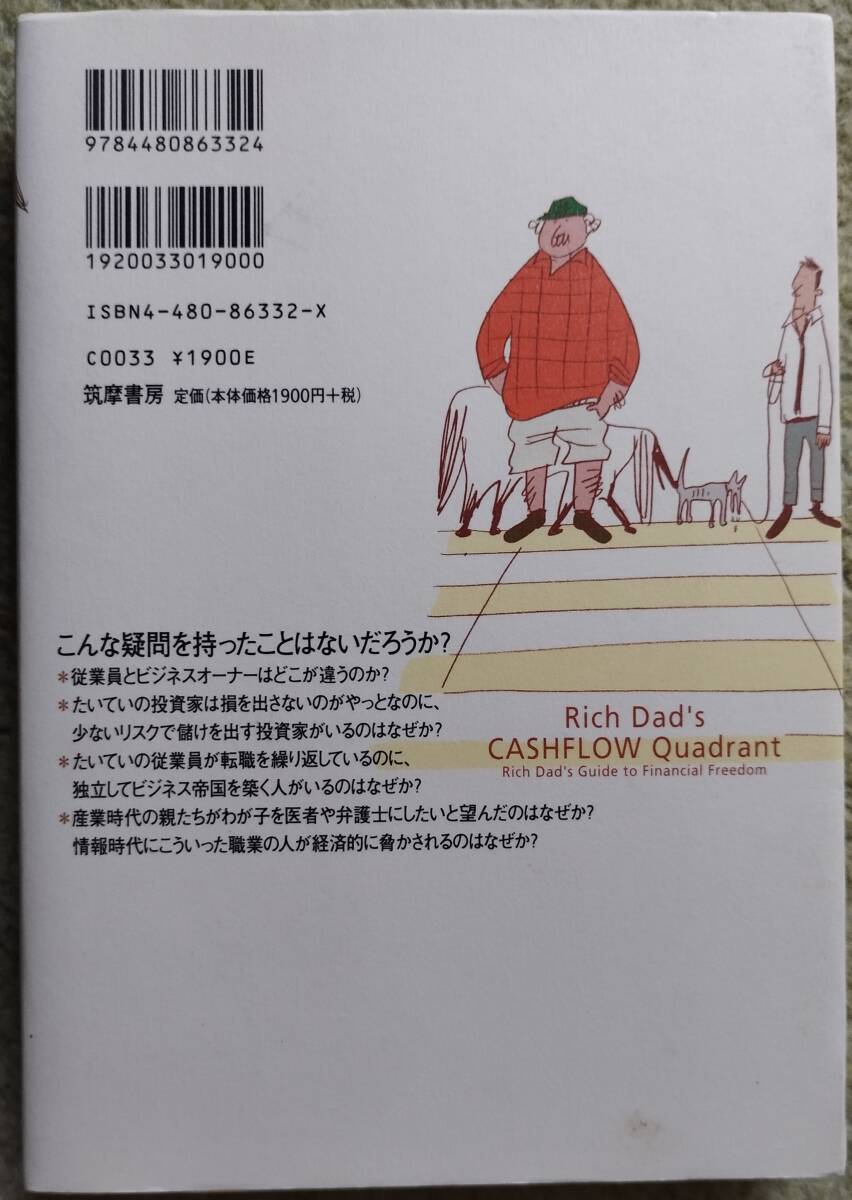 9784480863324
1920033019000
ISBN4-480-86332-X
C0033 ¥1900E
筑摩書房 定価(本体価格1900円+税)
こんな疑問を持ったことはないだろうか?
*従業員とビジネスオーナーはどこが違うのか?
*たいていの投資家は損を出さないのがやっとなのに、
少ないリスクで儲けを出す投資家がいるのはなぜか?
*たいていの従業員が転職を繰り返しているのに、
独立してビジネス帝国を築く人がいるのはなぜか?
*産業時代の親たちがわが子を医者や弁護士にしたいと望んだのはなぜか?
情報時代にこういった職業の人が経済的に脅かされるのはなぜか?
Rich Dad's
CASHFLOW Quadrant
Rich Dad's Guide to Financial Freedom